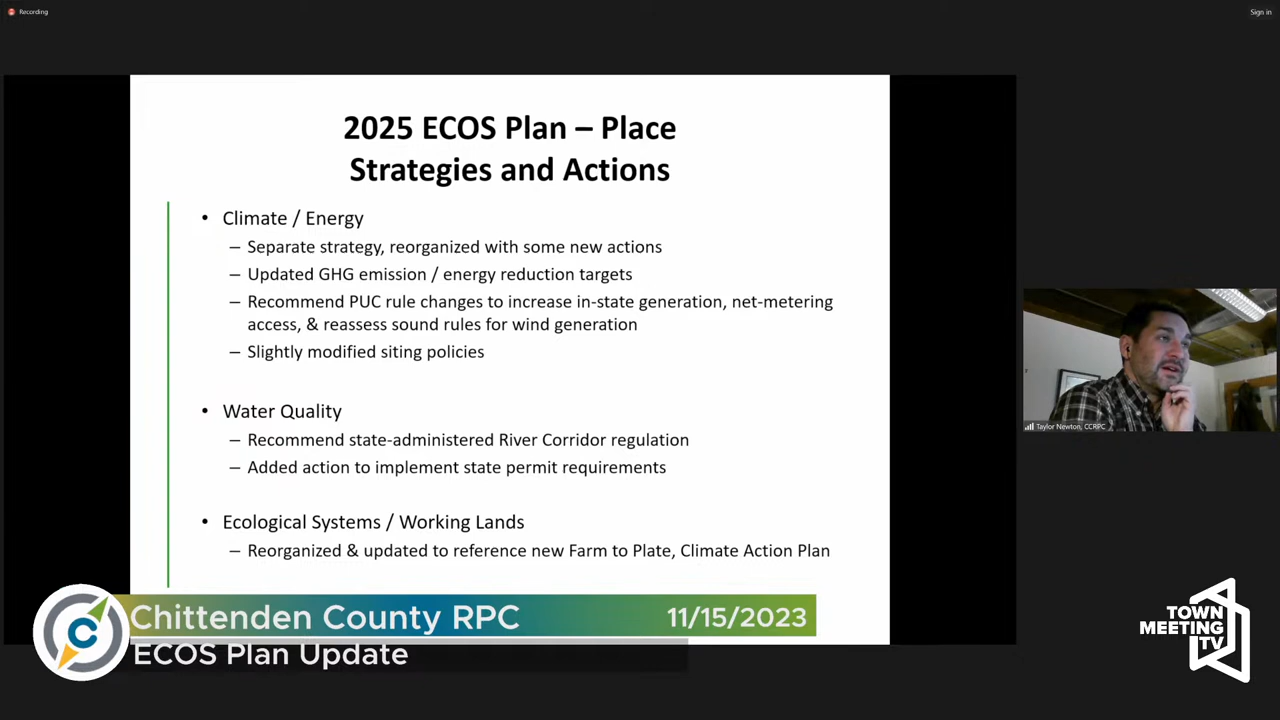 Recording
Sign in
2025 ECOS Plan – Place
Strategies and Actions
• Climate / Energy
– Separate strategy, reorganized with some new actions
– Updated GHG emission / energy reduction targets
– Recommend PUC rule changes to increase in-state generation, net-metering
access, & reassess sound rules for wind generation
– Slightly modified siting policies
• Water Quality
– Recommend state-administered River Corridor regulation
– Added action to implement state permit requirements
• Ecological Systems / Working Lands
– Reorganized & updated to reference new Farm to Plate, Climate Action Plan
Taylor Newton, CCRPC
C
Chittenden County RPC
11/15/2023
ECOS Plan Update
TOWN
MEETING
TV